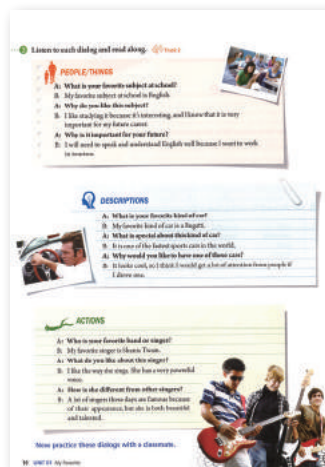 Listen to each dialog and read along. Track 2
PEOPLE/THINGS
A: What is your favorite subject at school?
B: My favorite subject at school is English.
A: Why do you like this subject?
B: I like studying it because it's interesting, and I know that it is very
important for my future career.
A: Why is it important for your future?
B: I will need to speak and understand English well because I want to work
in tourism.
DESCRIPTIONS
A: What is your favorite kind of car?
B: My favorite kind of car is a Bugatti.
A: What is special about this kind of car?
B: It is one of the fastest sports cars in the world.
A: Why would you like to have one of these cars?
B: It looks cool, so I think I would get a lot of attention from people if
I drove one.
ACTIONS
A: Who is your favorite band or singer?
B: My favorite singer is Shania Twain.
A: What do you like about this singer?
B: I like the way she sings. She has a very powerful
voice.
A: How is she different from other singers?
B: A lot of singers these days are famous because
of their appearance, but she is both beautiful
and talented.
Now practice these dialogs with a classmate.
UNIT 01 My Favorite